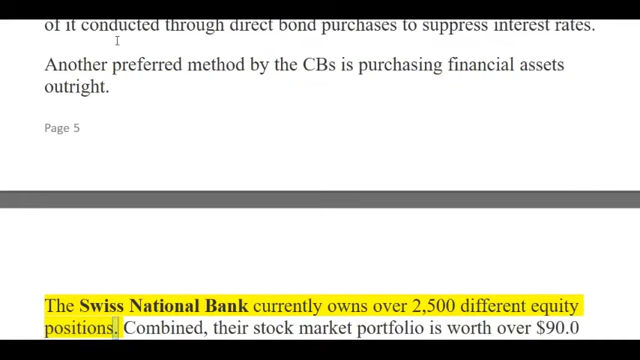 of it conducted through direct bond purchases to suppress interest rates.
Another preferred method by the CBs is purchasing financial assets
outright.
Page 5
The Swiss National Bank currently owns over 2,500 different equity
positions. Combined, their stock market portfolio is worth over $90.0